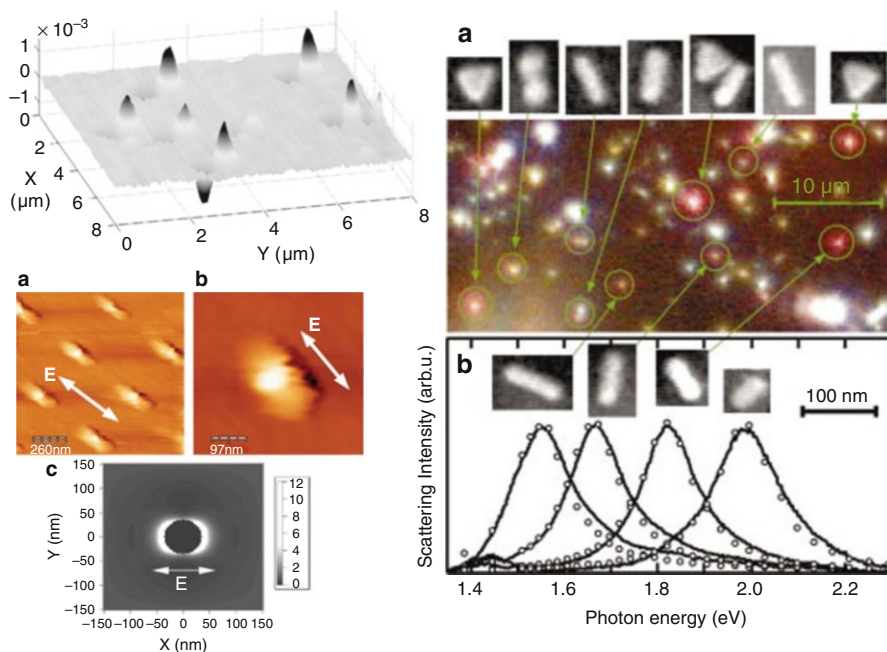 1 × 10⁻³
1
0
−1
0
2
4
6
8
X
(µm)
0
2
4
6
8
Y (µm)
a
E
260nm
b
E
97nm
c
150
100
50
0
−50
−100
−150
Y (nm)
E
−150 −100 −50 0 50 100 150
X (nm)
12
10
8
6
4
2
0
a
10 µm
b
100 nm
Scattering Intensity (arb.u.)
1.4 1.6 1.8 2.0 2.2
Photon energy (eV)